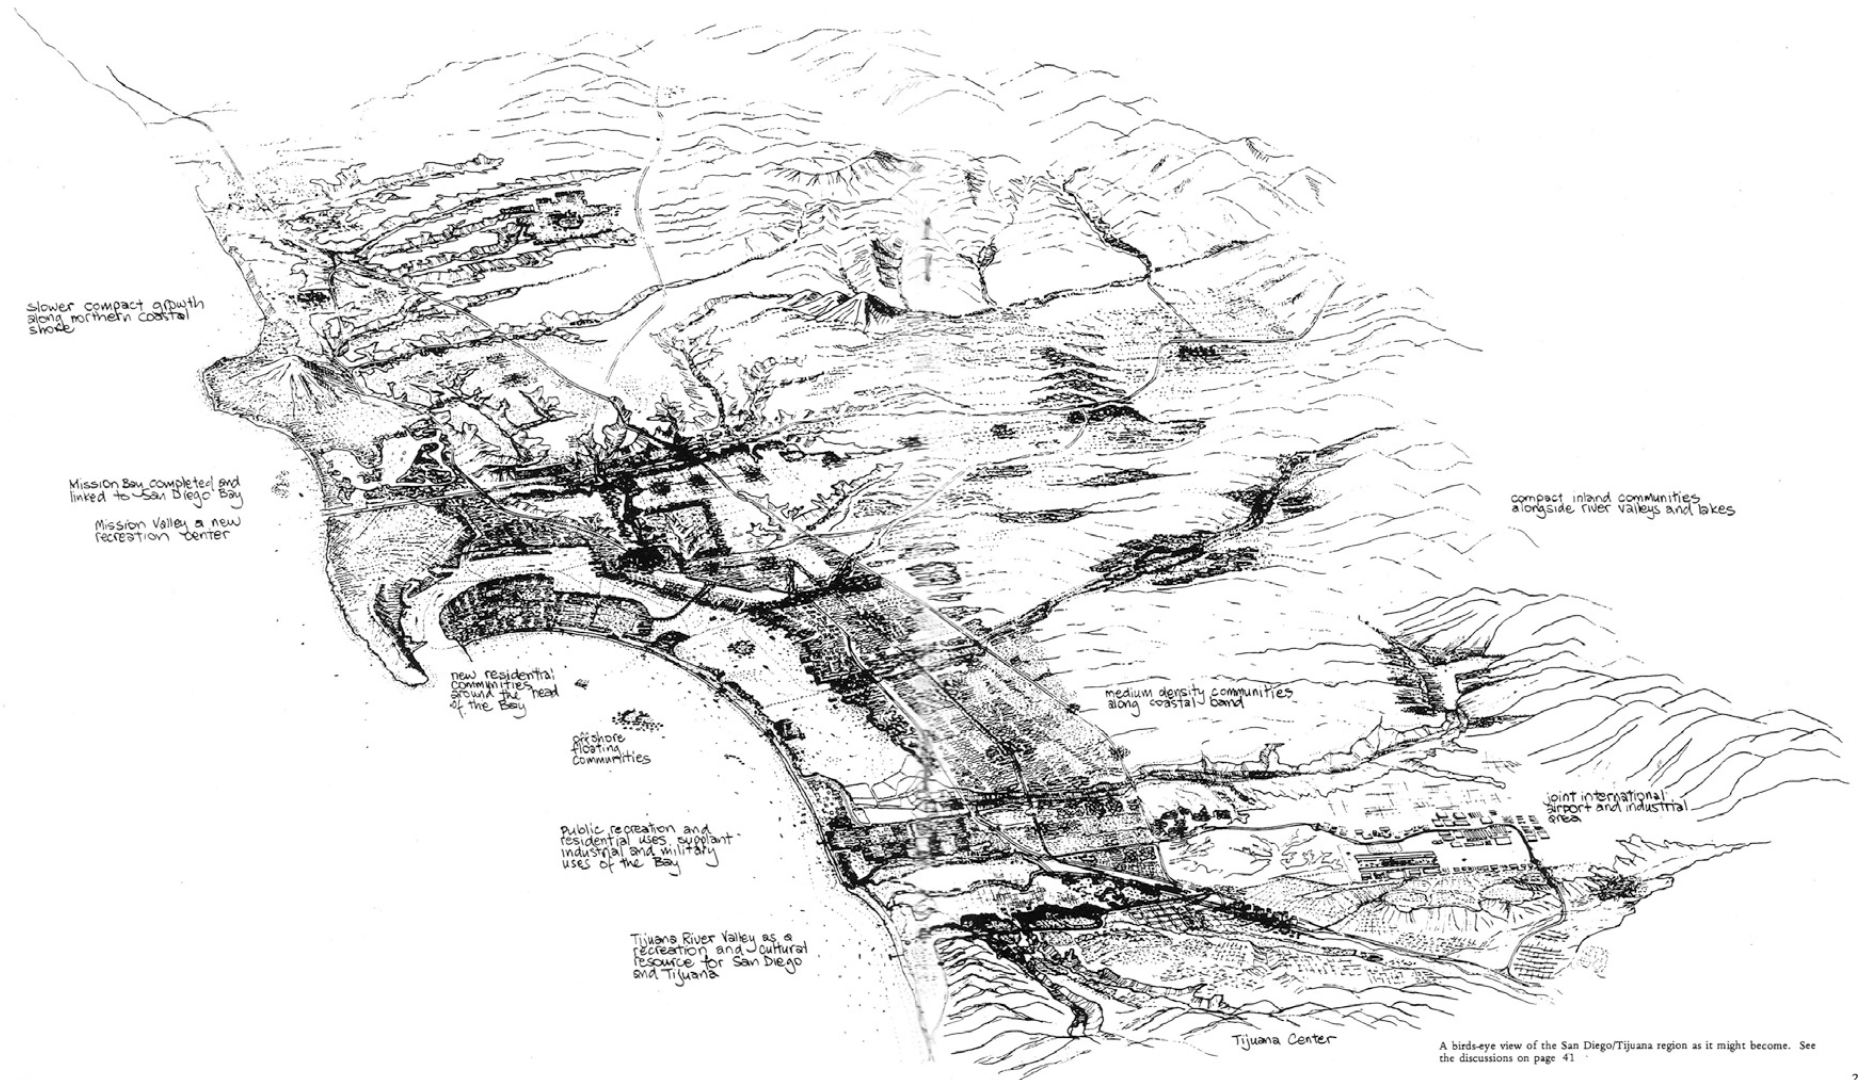 slower compact growth
along northern coastal
shore
Mission Bay completed and
linked to San Diego Bay
Mission Valley a new
recreation center
compact inland communities
alongside river valleys and lakes
new residential
communities
around the head
of the Bay
medium density communities
along coastal band
offshore
floating
communities
joint international
airport and industrial
area
public recreation and
residential uses supplant
industrial and military
uses of the Bay
Tijuana River Valley as a
recreation and cultural
resource for San Diego
and Tijuana
Tijuana Center
A birds-eye view of the San Diego/Tijuana region as it might become. See
the discussions on page 41
2